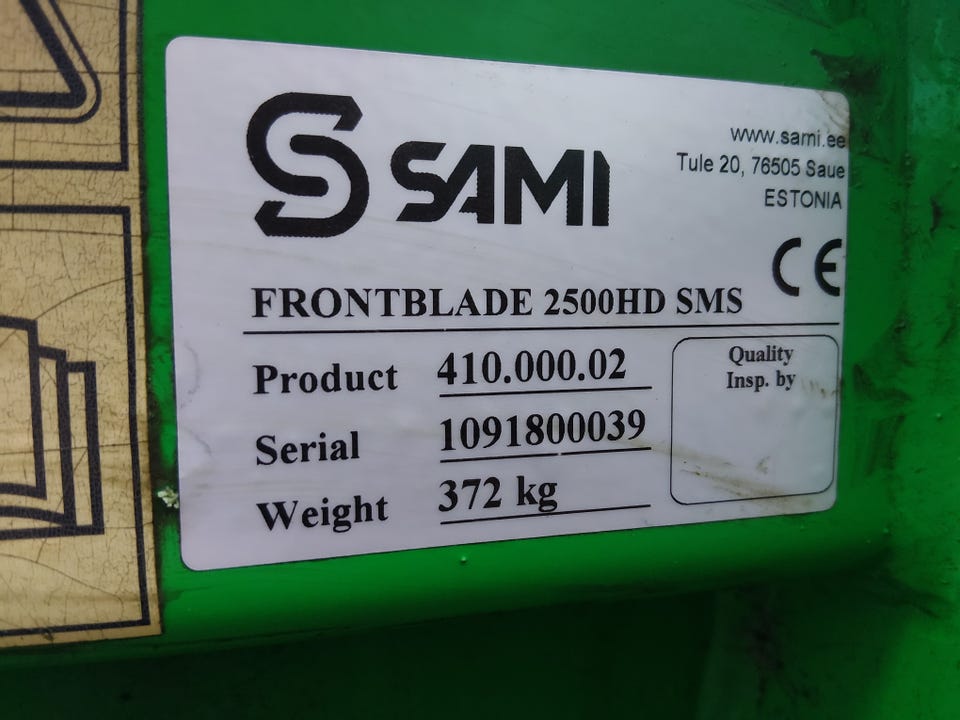 S SAMI
www.sami.ee
Tule 20, 76505 Saue
ESTONIA
CE
FRONTBLADE 2500HD SMS
Product 410.000.02
Serial 1091800039
Weight 372 kg
Quality
Insp. by